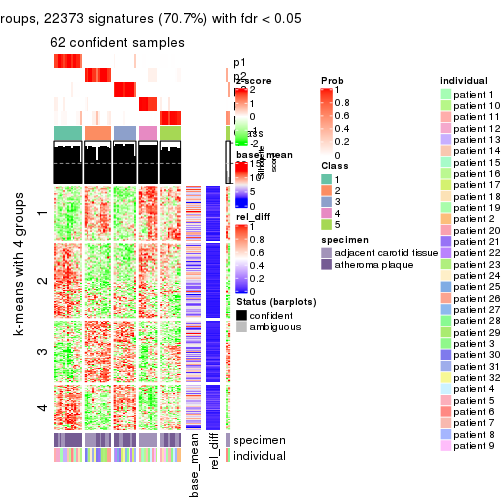 roups, 22373 signatures (70.7%) with fdr < 0.05
62 confident samples
p1
p2
z-score
2
1
0
-1
-2
base_mean
15
10
5
0
rel_diff
1
0.8
0.6
0.4
0.2
0
Status (barplots)
confident
ambiguous
Prob
1
0.8
0.6
0.4
0.2
0
Class
1
2
3
4
5
specimen
adjacent carotid tissue
atheroma plaque
individual
patient 1
patient 10
patient 11
patient 12
patient 13
patient 14
patient 15
patient 16
patient 17
patient 18
patient 19
patient 2
patient 20
patient 21
patient 22
patient 23
patient 24
patient 25
patient 26
patient 27
patient 28
patient 29
patient 3
patient 30
patient 31
patient 32
patient 4
patient 5
patient 6
patient 7
patient 8
patient 9
k-means with 4 groups
1
2
3
4
specimen
individual
base_mean
rel_diff